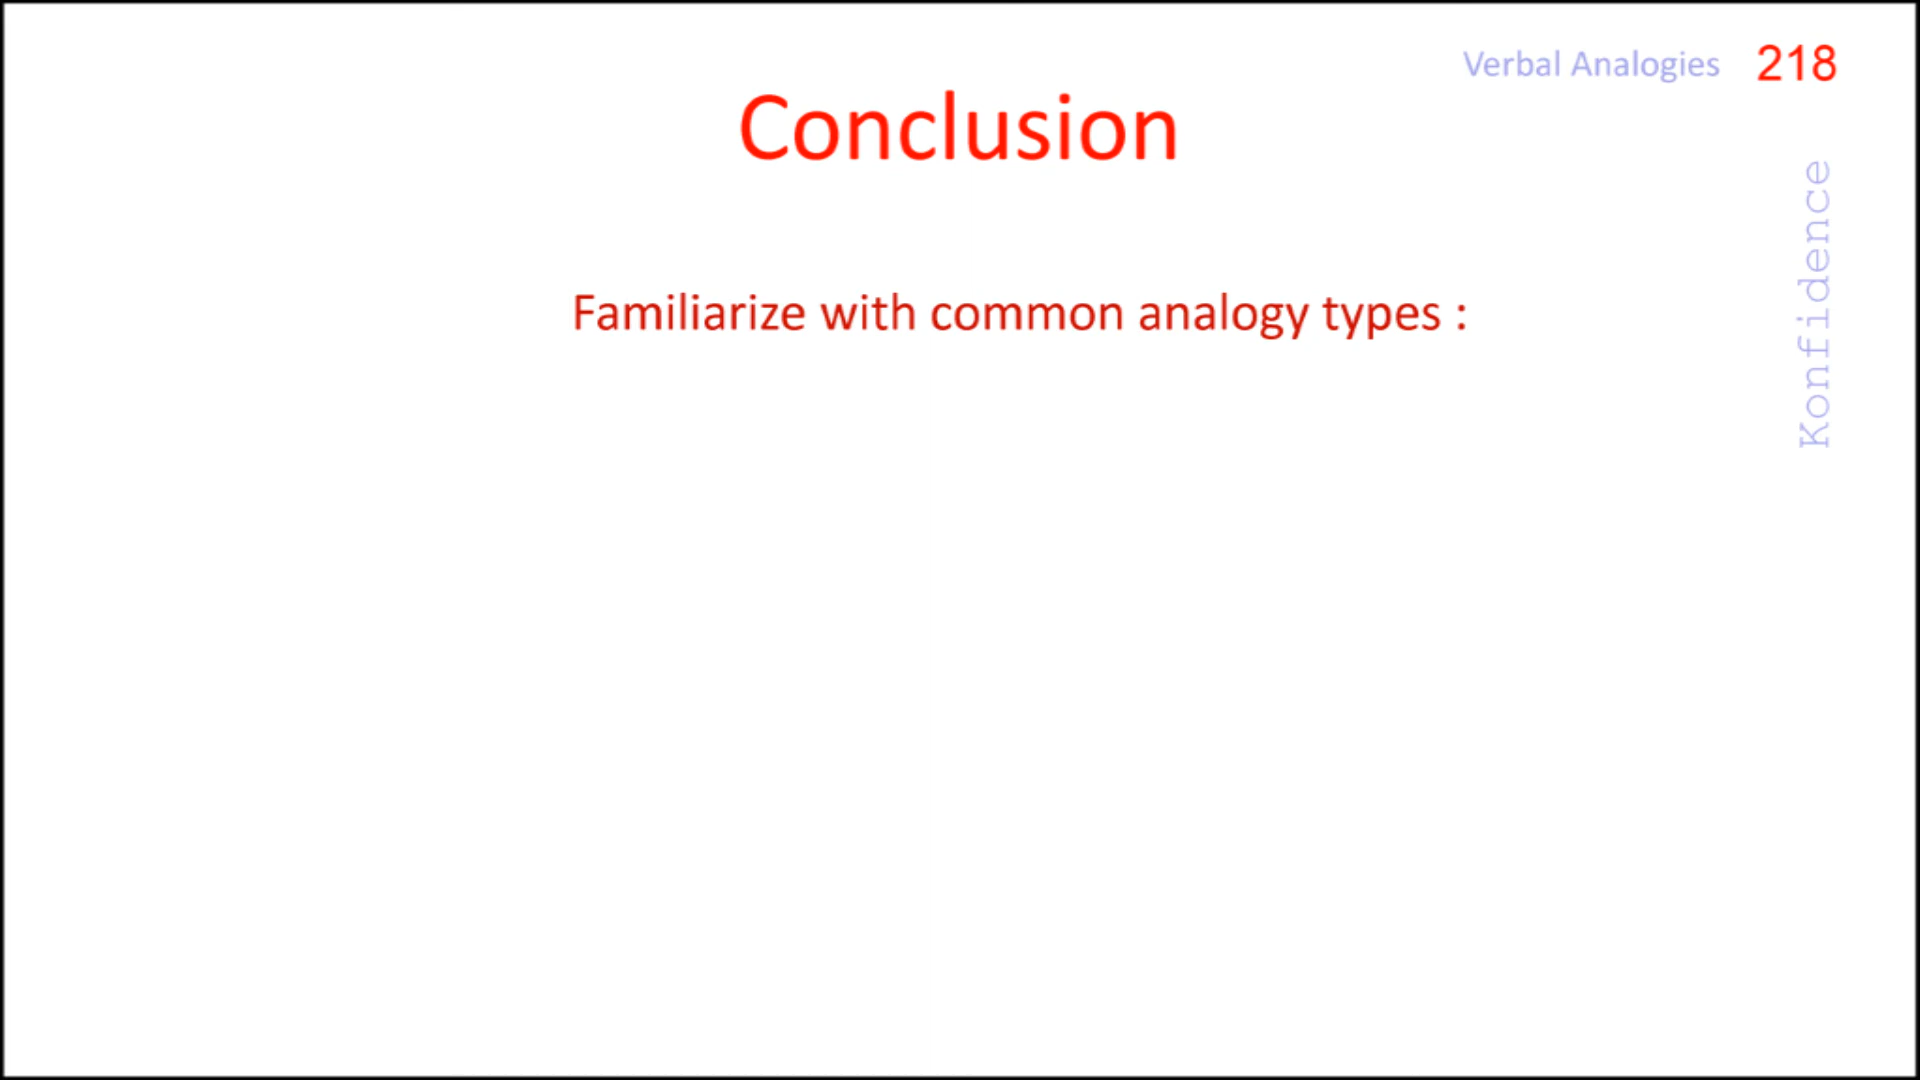 Verbal Analogies 218
Conclusion
Konfidence
Familiarize with common analogy types :